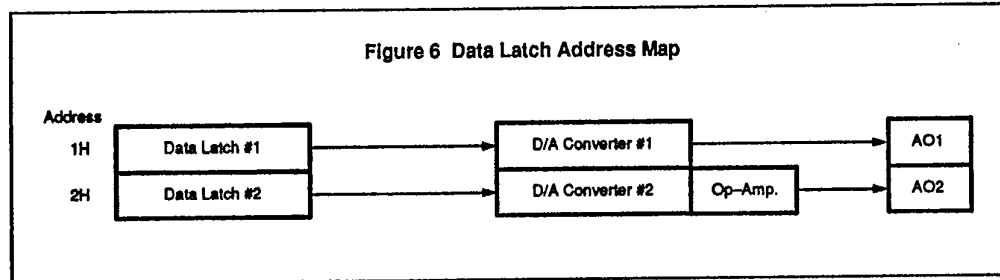 Figure 6 Data Latch Address Map
Address
1H Data Latch #1 D/A Converter #1 AO1
2H Data Latch #2 D/A Converter #2 Op–Amp. AO2